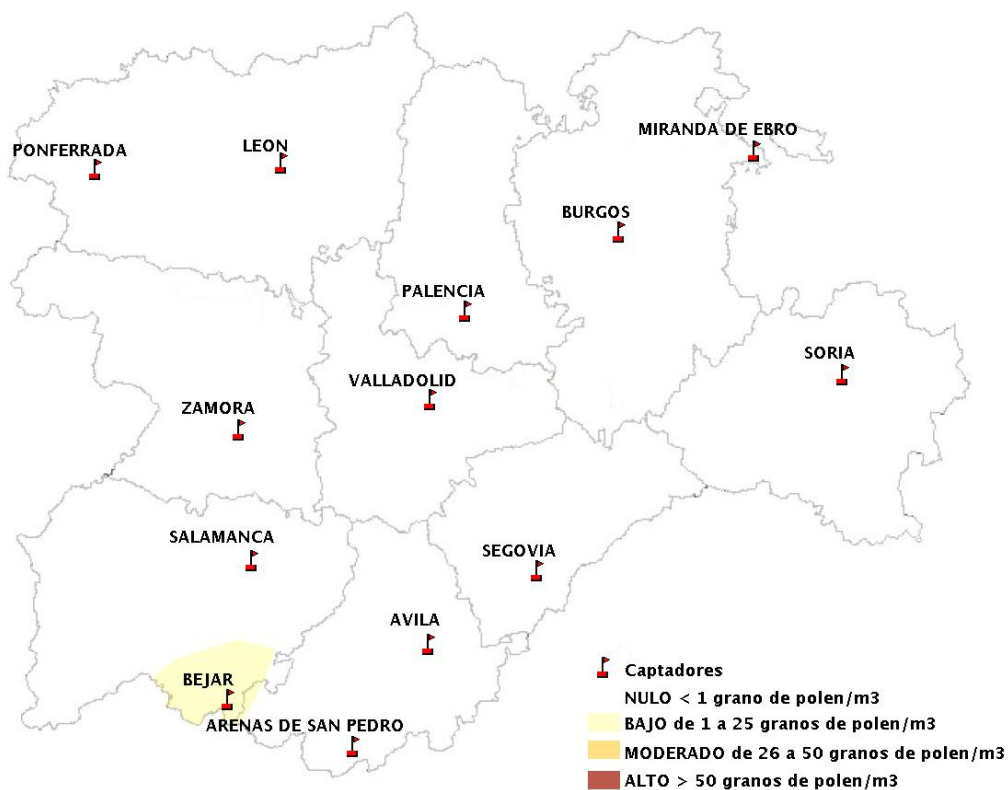 MIRANDA DE EBRO
PONFERRADA
LEON
BURGOS
PALENCIA
SORIA
VALLADOLID
ZAMORA
SALAMANCA
SEGOVIA
AVILA
BEJAR
ARENAS DE SAN PEDRO
Captadores
NULO < 1 grano de polen/m3
BAJO de 1 a 25 granos de polen/m3
MODERADO de 26 a 50 granos de polen/m3
ALTO > 50 granos de polen/m3